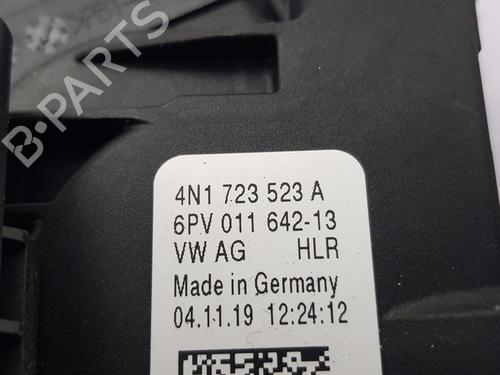 B-PARTS
4N1 723 523 A
6PV 011 642-13
VW AG HLR
Made in Germany
04.11.19 12:24:12